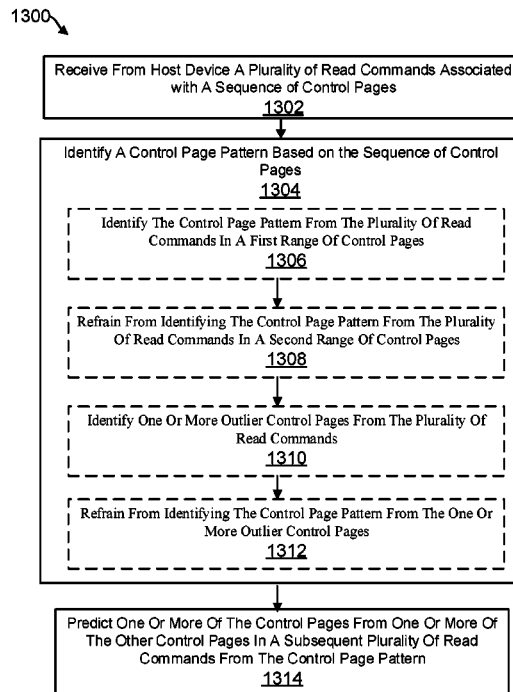 1300
Receive From Host Device A Plurality of Read Commands Associated
with A Sequence of Control Pages
1302
Identify A Control Page Pattern Based on the Sequence of Control
Pages
1304
Identify The Control Page Pattern From The Plurality Of Read
Commands In A First Range Of Control Pages
1306
Refrain From Identifying The Control Page Pattern From The Plurality
Of Read Commands In A Second Range Of Control Pages
1308
Identify One Or More Outlier Control Pages From The Plurality Of
Read Commands
1310
Refrain From Identifying The Control Page Pattern From The One Or
More Outlier Control Pages
1312
Predict One Or More Of The Control Pages From One Or More Of
The Other Control Pages In A Subsequent Plurality Of Read
Commands From The Control Page Pattern
1314